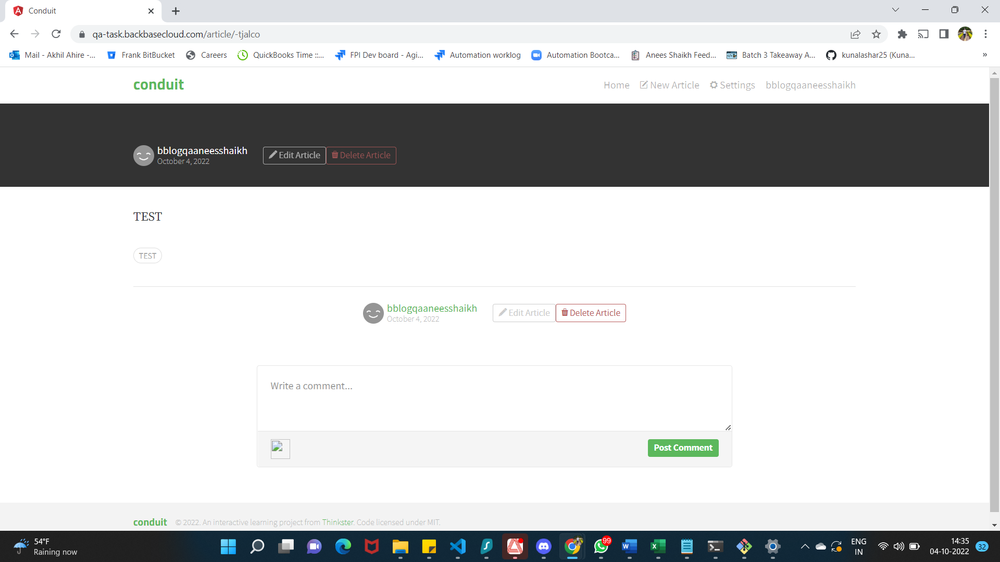 Conduit
qa-task.backbasecloud.com/article/-tjalco
Mail - Akhil Ahire -... Frank BitBucket Careers QuickBooks Time ::... FPI Dev board - Agi... Automation worklog Automation Bootca... Anees Shaikh Feed... Batch 3 Takeaway A... kunalashar25 (Kuna... »
conduit Home New Article Settings bblogqaaneesshaikh
bblogqaaneesshaikh
October 4, 2022
Edit Article Delete Article
TEST
TEST
bblogqaaneesshaikh
October 4, 2022
Edit Article Delete Article
Write a comment...
Post Comment
conduit © 2022. An interactive learning project from Thinkster. Code licensed under MIT.
54°F
Raining now
99
ENG
IN
14:35
04-10-2022
32